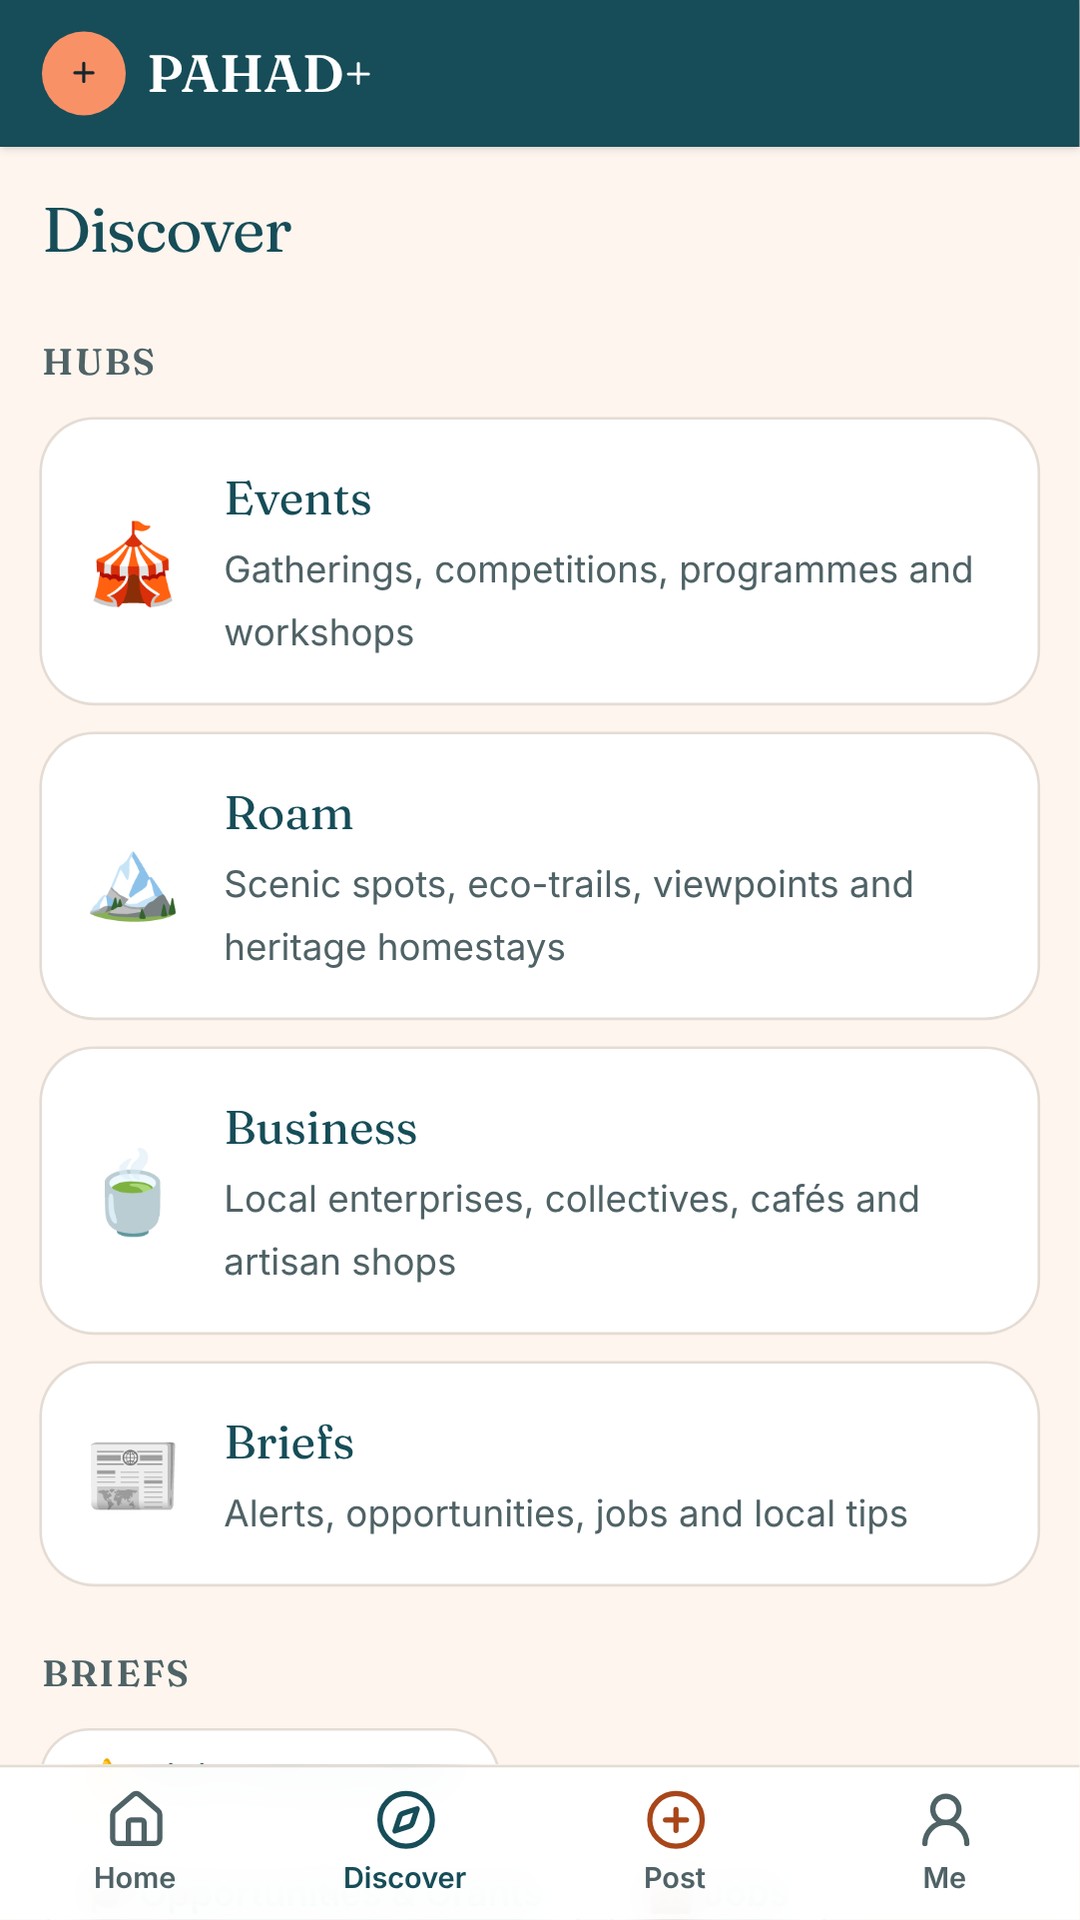 + PAHAD+
Discover
HUBS
Events
Gatherings, competitions, programmes and
workshops
Roam
Scenic spots, eco-trails, viewpoints and
heritage homestays
Business
Local enterprises, collectives, cafés and
artisan shops
Briefs
Alerts, opportunities, jobs and local tips
BRIEFS
Home
Discover
Post
Me